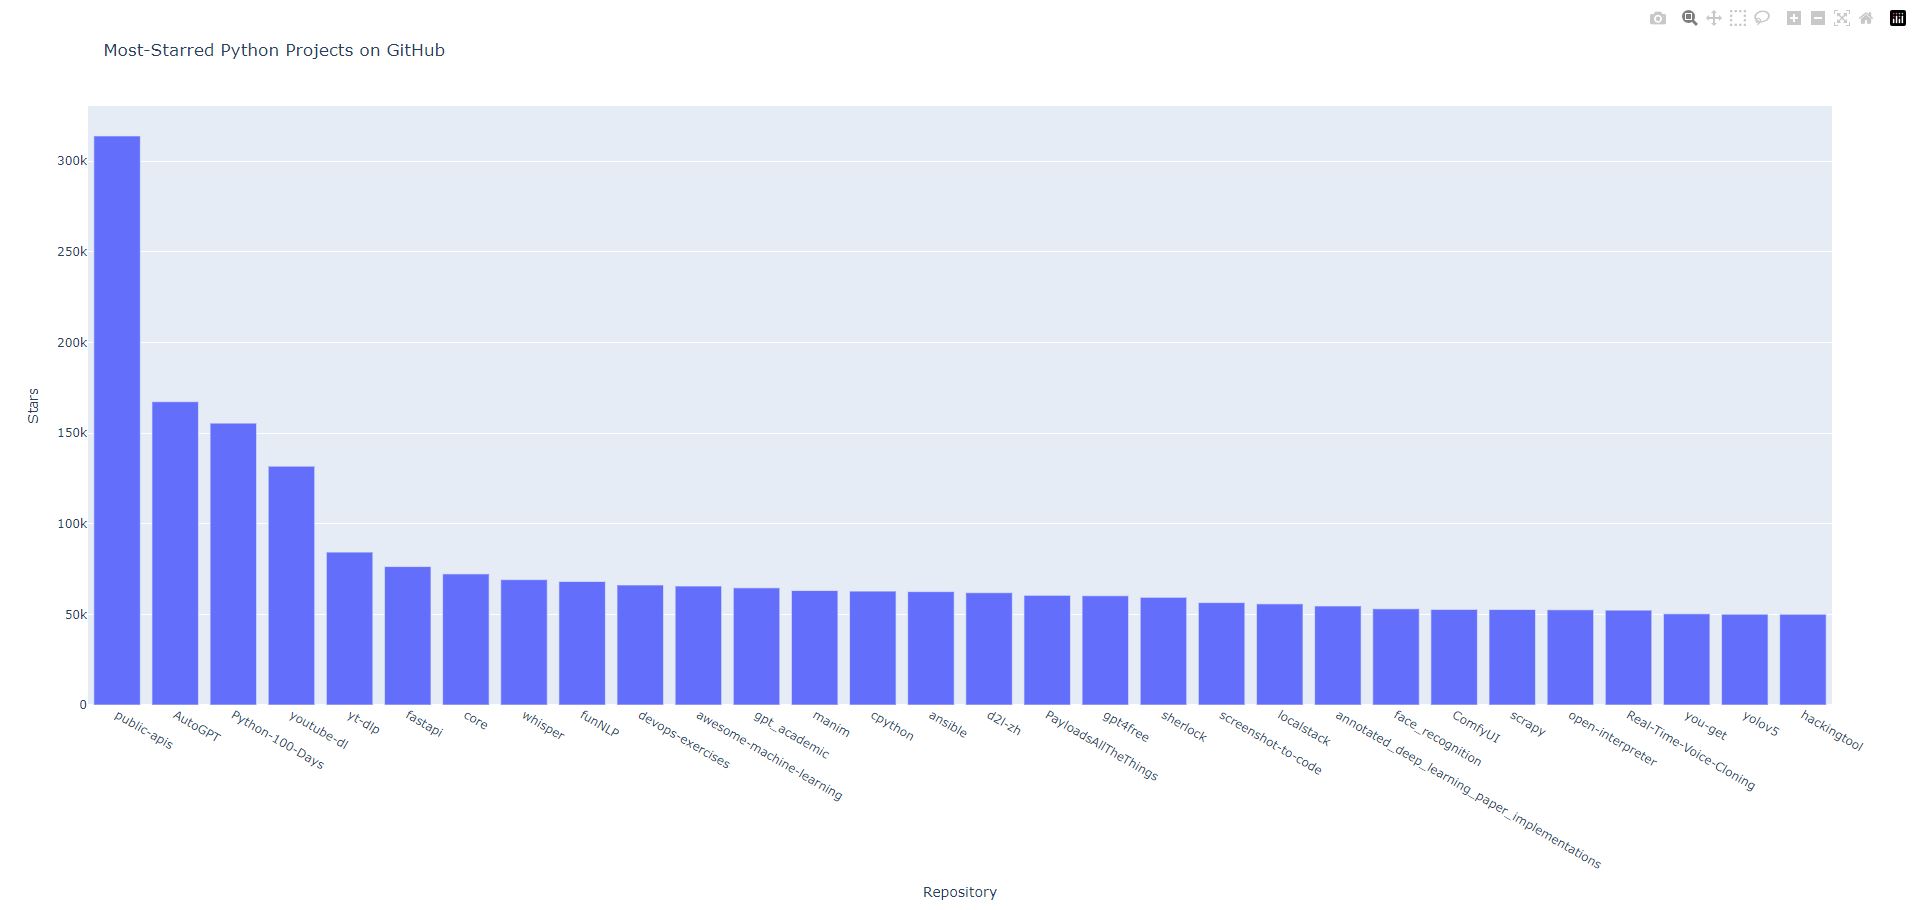 Most-Starred Python Projects on GitHub
300k
250k
200k
150k
100k
50k
0
Stars
public-apis
AutoGPT
Python-100-Days
youtube-dl
yt-dlp
fastapi
core
whisper
funNLP
devops-exercises
awesome-machine-learning
gpt_academic
manim
cpython
ansible
d2l-zh
PayloadsAllTheThings
gpt4free
sherlock
screenshot-to-code
localstack
annotated_deep_learning_paper_implementations
face_recognition
ComfyUI
scrapy
open-interpreter
Real-Time-Voice-Cloning
you-get
yolov5
hackingtool
Repository